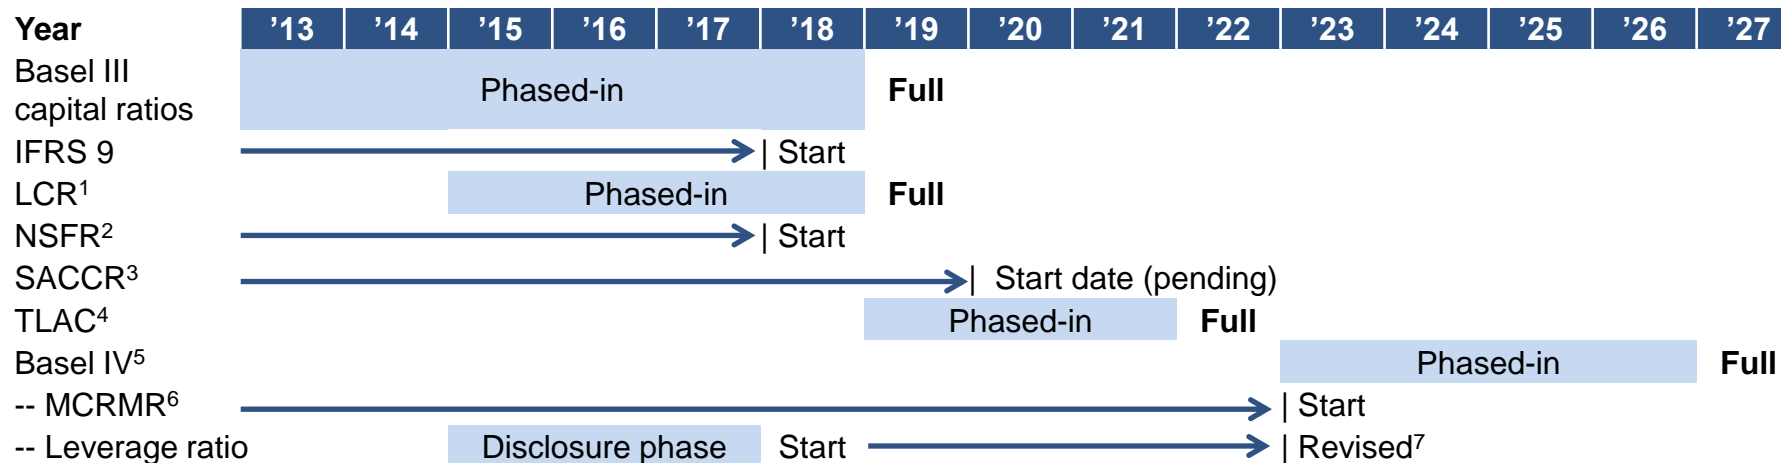 Year ’13 ’14 ’15 ’16 ’17 ’18 ’19 ’20 ’21 ’22 ’23 ’24 ’25 ’26 ’27
Basel III
capital ratios Phased-in Full
IFRS 9 | Start
LCR¹ Phased-in Full
NSFR² | Start
SACCR³ | Start date (pending)
TLAC⁴ Phased-in Full
Basel IV⁵ Phased-in Full
-- MCRMR⁶ | Start
-- Leverage ratio Disclosure phase Start | Revised⁷